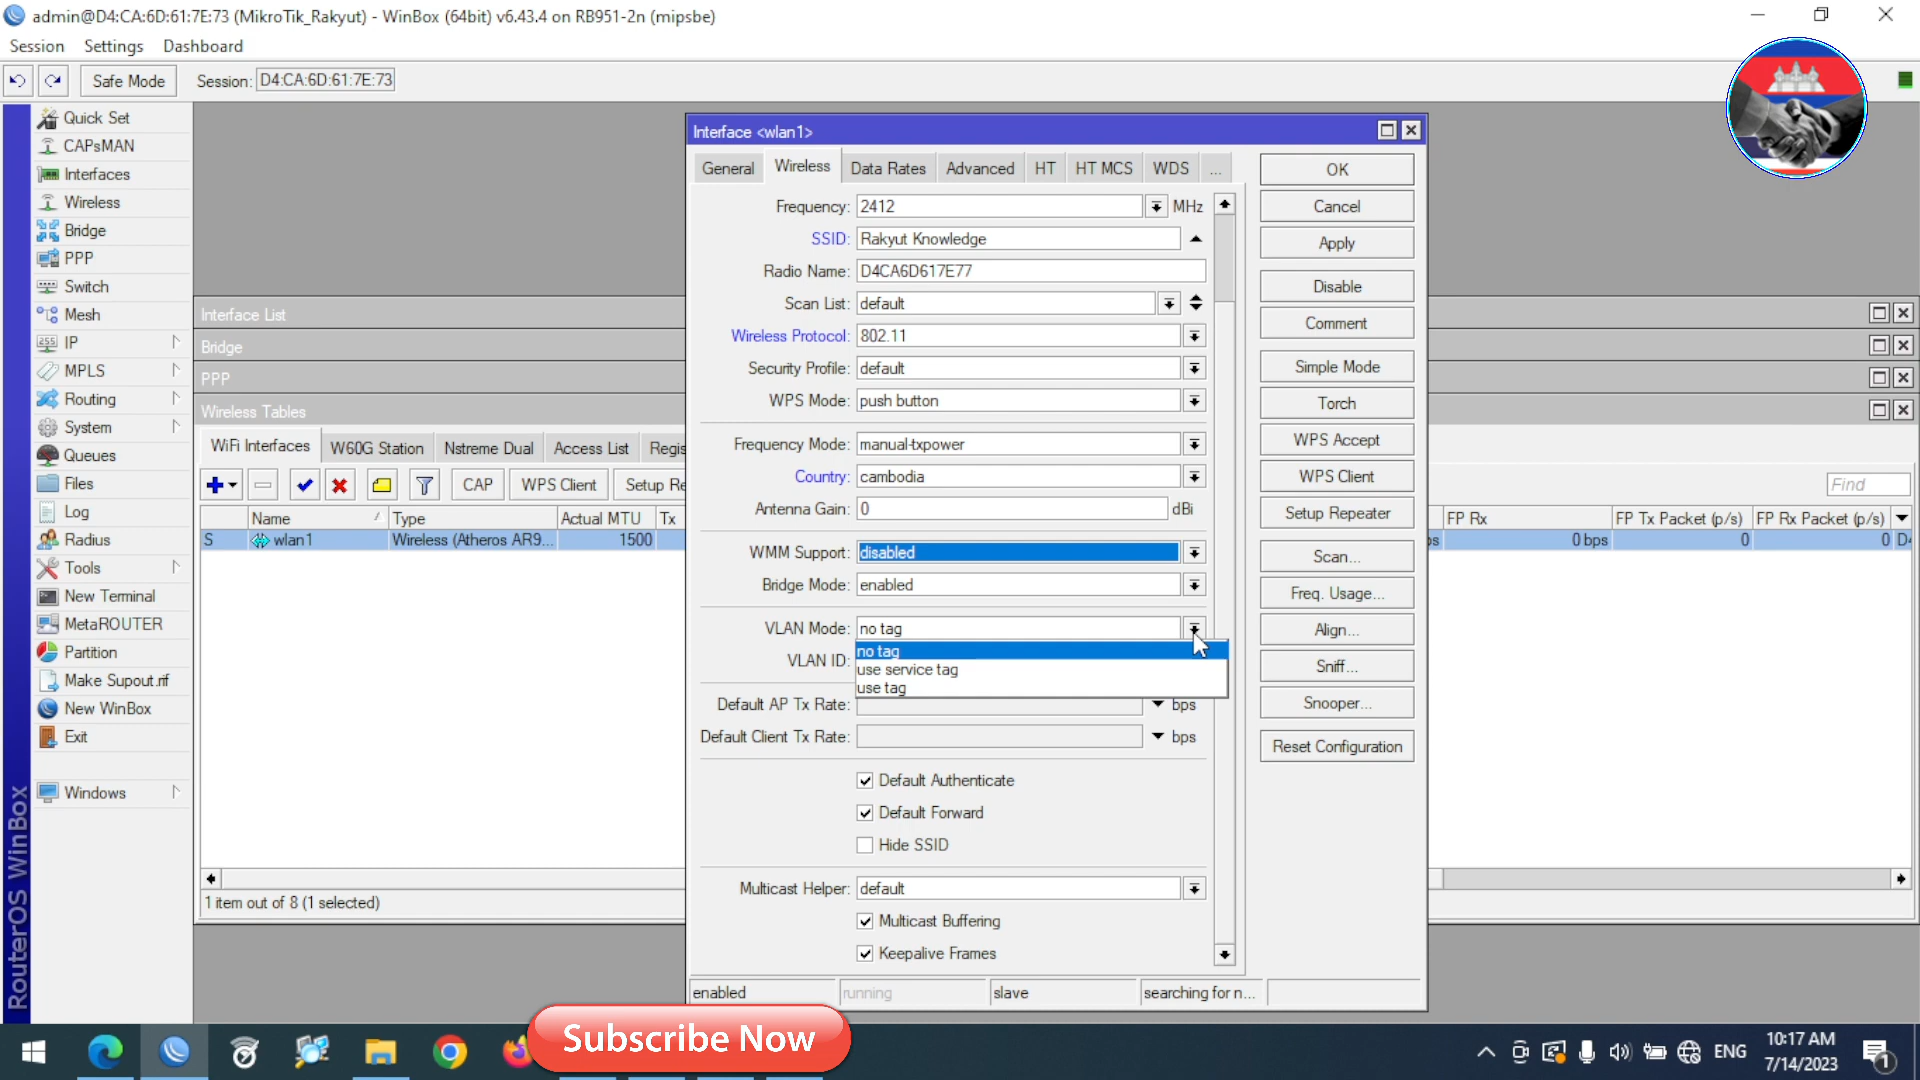 admin@D4:CA:6D:61:7E:73 (MikroTik_Rakyut) - WinBox (64bit) v6.43.4 on RB951-2n (mipsbe)
Session Settings Dashboard
Safe Mode Session: D4:CA:6D:61:7E:73
Quick Set
CAPsMAN
Interfaces
Wireless
Bridge
PPP
Switch
Mesh
IP
MPLS
Routing
System
Queues
Files
Log
Radius
Tools
New Terminal
MetaROUTER
Partition
Make Supout.rif
New WinBox
Exit
Windows
RouterOS WinBox
Interface List
Bridge
PPP
Wireless Tables
WiFi Interfaces W60G Station Nstreme Dual Access List Regis
CAP WPS Client Setup Re
Find
Name Type Actual MTU Tx FP Rx FP Tx Packet (p/s) FP Rx Packet (p/s)
S wlan1 Wireless (Atheros AR9... 1500 0 bps 0 0
1 item out of 8 (1 selected)
Interface <wlan1>
General Wireless Data Rates Advanced HT HT MCS WDS ...
Frequency: 2412 MHz
SSID: Rakyut Knowledge
Radio Name: D4CA6D617E77
Scan List: default
Wireless Protocol: 802.11
Security Profile: default
WPS Mode: push button
Frequency Mode: manual-txpower
Country: cambodia
Antenna Gain: 0 dBi
WMM Support: disabled
Bridge Mode: enabled
VLAN Mode: no tag
no tag
VLAN ID:
use service tag
use tag
Default AP Tx Rate: bps
Default Client Tx Rate: bps
Default Authenticate
Default Forward
Hide SSID
Multicast Helper: default
Multicast Buffering
Keepalive Frames
enabled running slave searching for n...
OK
Cancel
Apply
Disable
Comment
Simple Mode
Torch
WPS Accept
WPS Client
Setup Repeater
Scan...
Freq. Usage...
Align...
Sniff...
Snooper...
Reset Configuration
Subscribe Now
ENG
10:17 AM
7/14/2023
1